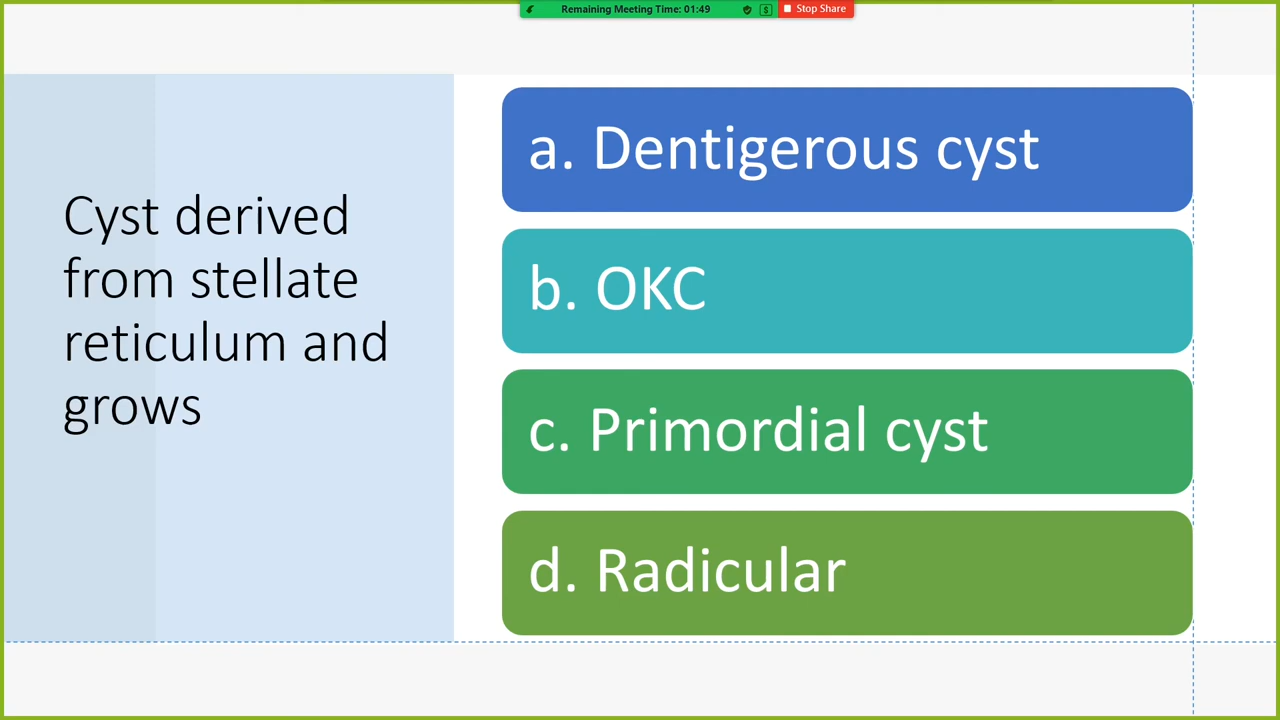 Remaining Meeting Time: 01:49
Stop Share
Cyst derived
from stellate
reticulum and
grows
a. Dentigerous cyst
b. OKC
c. Primordial cyst
d. Radicular